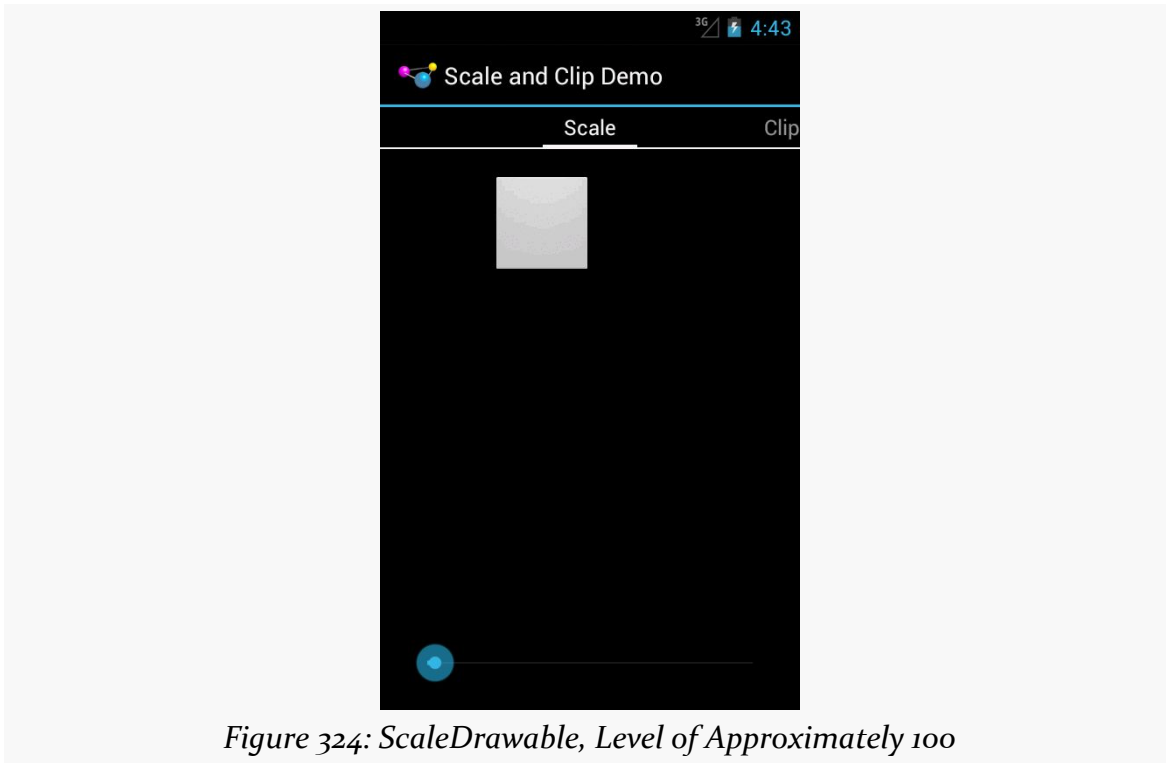 3G 4:43
Scale and Clip Demo
Scale Clip
Figure 324: ScaleDrawable, Level of Approximately 100